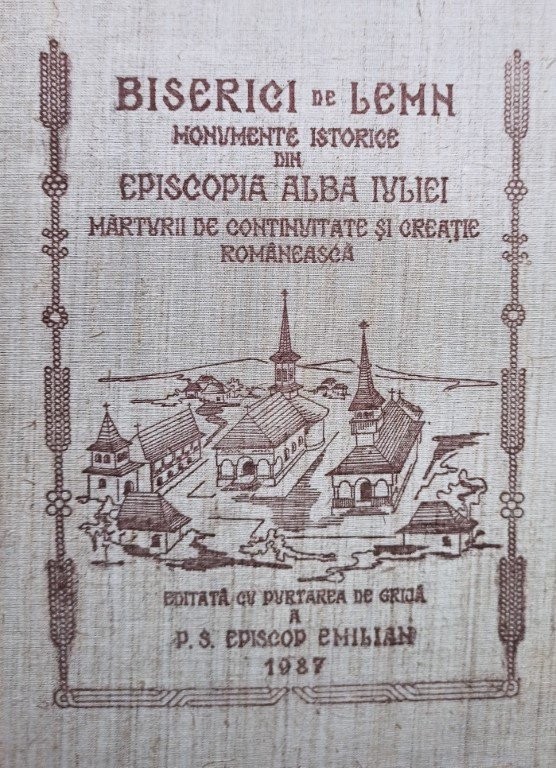 BISERICI DE LEMN
MONUMENTE ISTORICE
DIN
EPISCOPIA ALBA IULIEI
MĂRTURII DE CONTINUITATE ȘI CREAȚIE
ROMÂNEASCĂ
EDITATĂ CU PURTAREA DE GRIJĂ
A
P. S. EPISCOP EMILIAN
1987